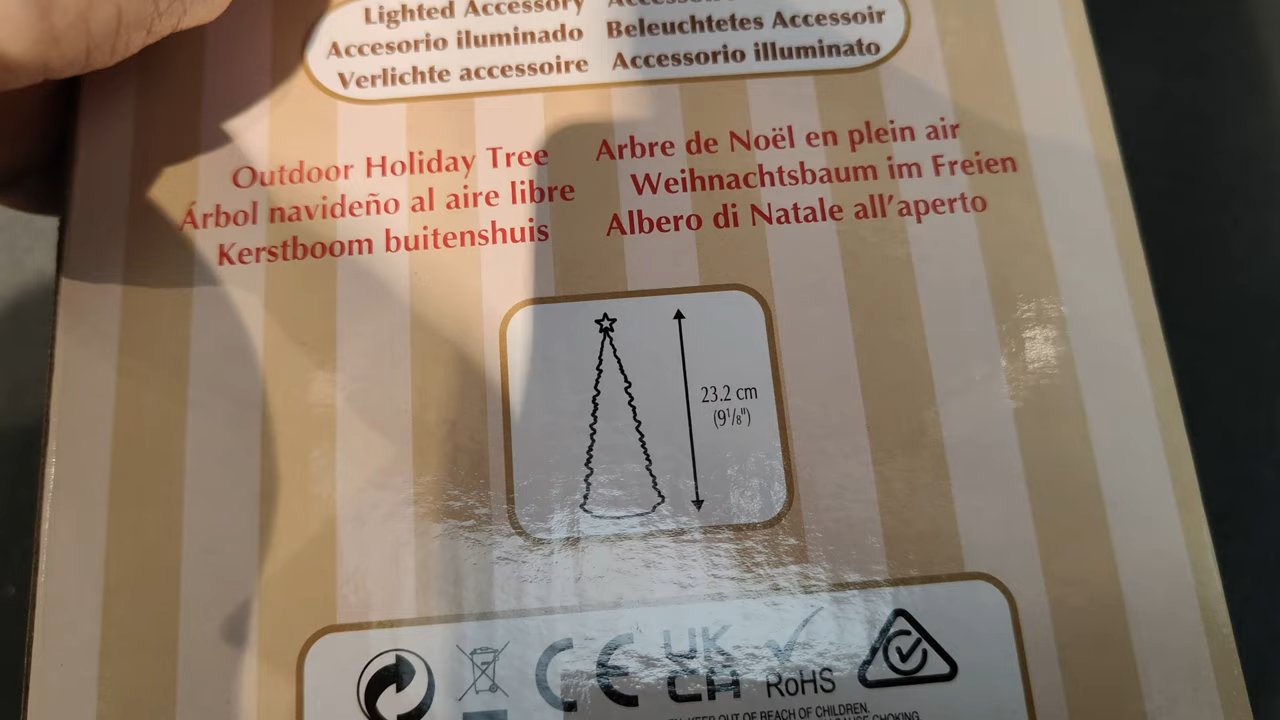 Lighted Accessory
Accesorio iluminado
Verlichte accessoire
Beleuchtetes Accessoir
Accessorio illuminato
Outdoor Holiday Tree
Árbol navideño al aire libre
Kerstboom buitenshuis
Arbre de Noël en plein air
Weihnachtsbaum im Freien
Albero di Natale all'aperto
23.2 cm
(9 1/8")
CE
UK
CA
RoHS
KEEP OUT OF REACH OF CHILDREN.
CHOKING